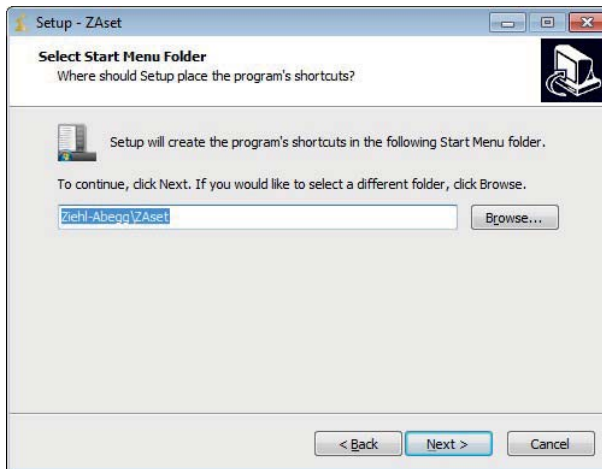 Setup - ZAset
Select Start Menu Folder
Where should Setup place the program's shortcuts?
Setup will create the program's shortcuts in the following Start Menu folder.
To continue, click Next. If you would like to select a different folder, click Browse.
Ziehl-Abegg\ZAset
Browse...
< Back
Next >
Cancel